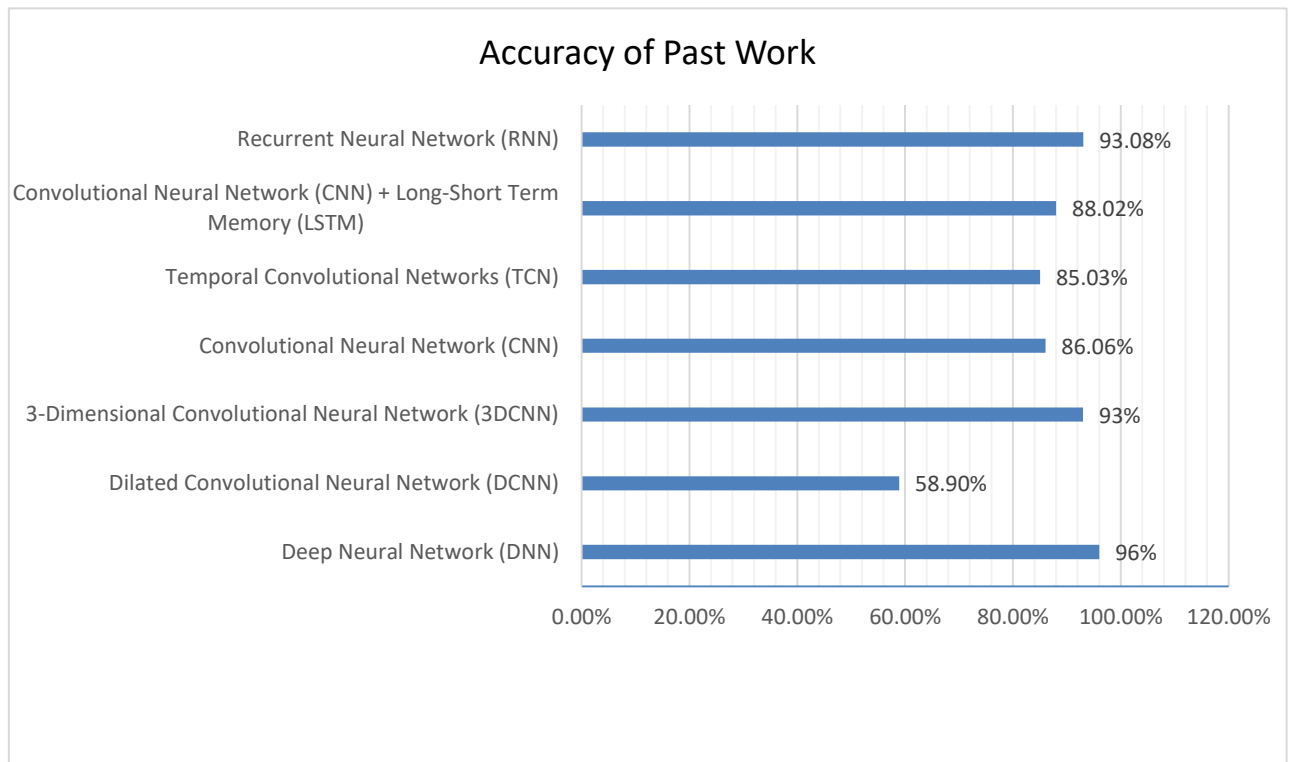 Accuracy of Past Work
Recurrent Neural Network (RNN)
93.08%
Convolutional Neural Network (CNN) + Long-Short Term
Memory (LSTM)
88.02%
Temporal Convolutional Networks (TCN)
85.03%
Convolutional Neural Network (CNN)
86.06%
3-Dimensional Convolutional Neural Network (3DCNN)
93%
Dilated Convolutional Neural Network (DCNN)
58.90%
Deep Neural Network (DNN)
96%
0.00% 20.00% 40.00% 60.00% 80.00% 100.00% 120.00%